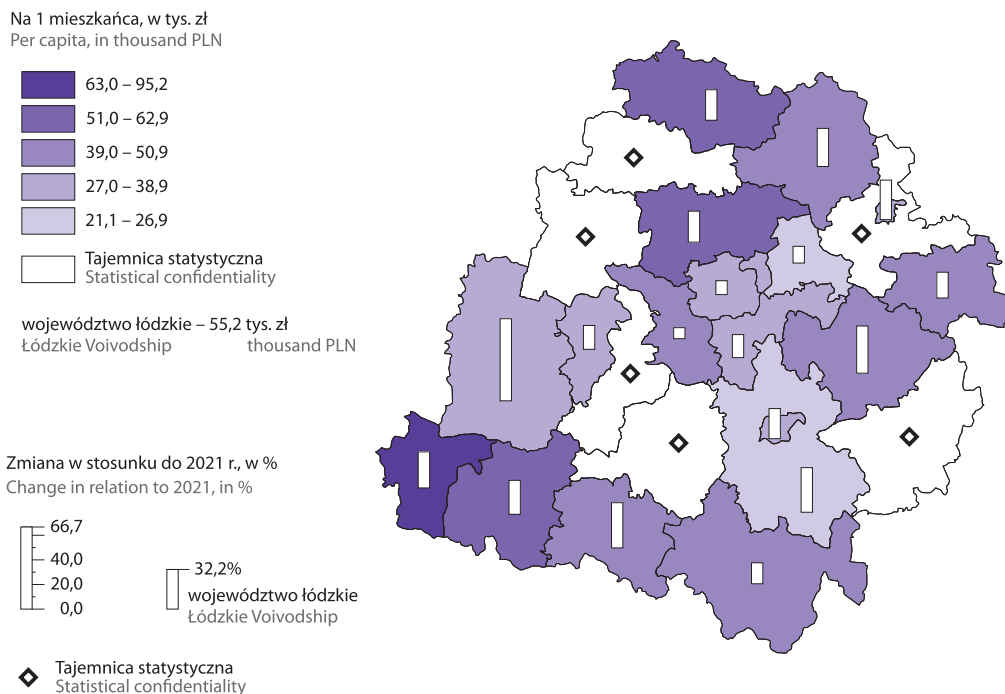 Na 1 mieszkańca, w tys. zł
Per capita, in thousand PLN
63,0 – 95,2
51,0 – 62,9
39,0 – 50,9
27,0 – 38,9
21,1 – 26,9
Tajemnica statystyczna
Statistical confidentiality
województwo łódzkie – 55,2 tys. zł
Łódzkie Voivodship thousand PLN
Zmiana w stosunku do 2021 r., w %
Change in relation to 2021, in %
66,7
40,0
20,0
0,0
32,2%
województwo łódzkie
Łódzkie Voivodship
Tajemnica statystyczna
Statistical confidentiality